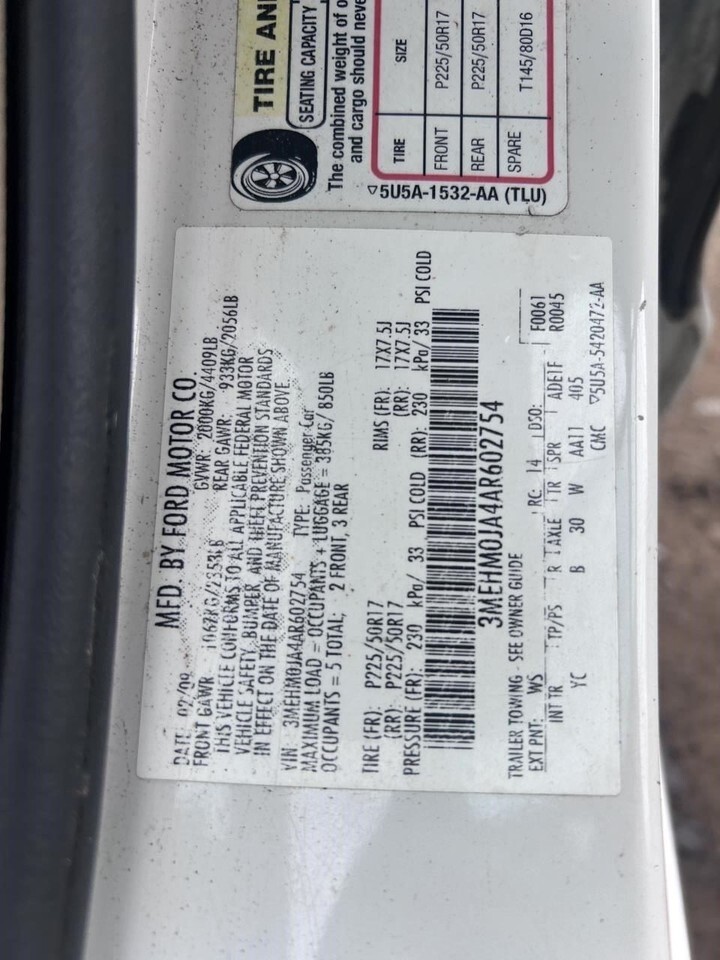 TIRE AN
SEATING CAPACITY
The combined weight of o
and cargo should neve
TIRE SIZE
FRONT P225/50R17
REAR P225/50R17
SPARE T145/80D16
▽5U5A-1532-AA (TLU)
MFD. BY FORD MOTOR CO.
DATE: 02/09 GVWR: 2000KG/4409LB
FRONT GAWR: 1067KG/2353LB REAR GAWR: 933KG/2056LB
THIS VEHICLE CONFORMS TO ALL APPLICABLE FEDERAL MOTOR
VEHICLE SAFETY, BUMPER, AND THEFT PREVENTION STANDARDS
IN EFFECT ON THE DATE OF MANUFACTURE SHOWN ABOVE.
VIN: 3MEHM0JA4AR602754 TYPE: Passenger Car
MAXIMUM LOAD = OCCUPANTS + LUGGAGE = 385KG/ 850LB
OCCUPANTS = 5 TOTAL: 2 FRONT, 3 REAR
TIRE (FR): P225/50R17 RIMS (FR): 17X7.5J
(RR): P225/50R17 (RR): 17X7.5J
PRESSURE (FR): 230 kPa/ 33 PSI COLD (RR): 230 kPa/ 33 PSI COLD
3MEHM0JA4AR602754
TRAILER TOWING - SEE OWNER GUIDE
EXT PNT: WS RC: 14 DSO: F0061
INT TR TP/PS R AXLE TR SPR ADE1F R0045
YC B 30 W AA11 405
CMC ▽5U5A-5420472-AA